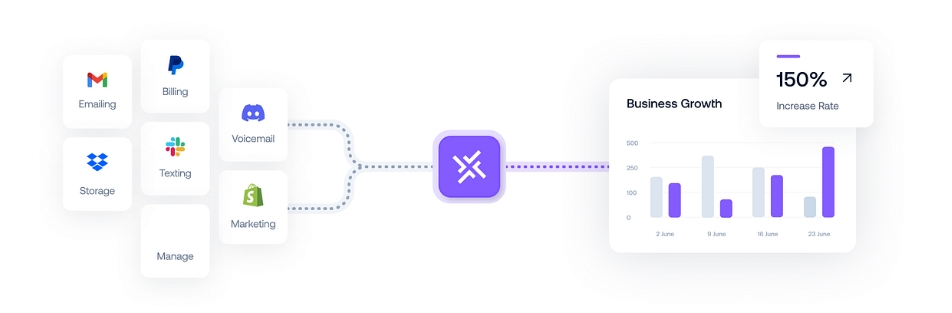 Emailing
Billing
Voicemail
Storage
Texting
Marketing
Manage
150%
Increase Rate
Business Growth
500
250
100
0
2 June
9 June
16 June
23 June